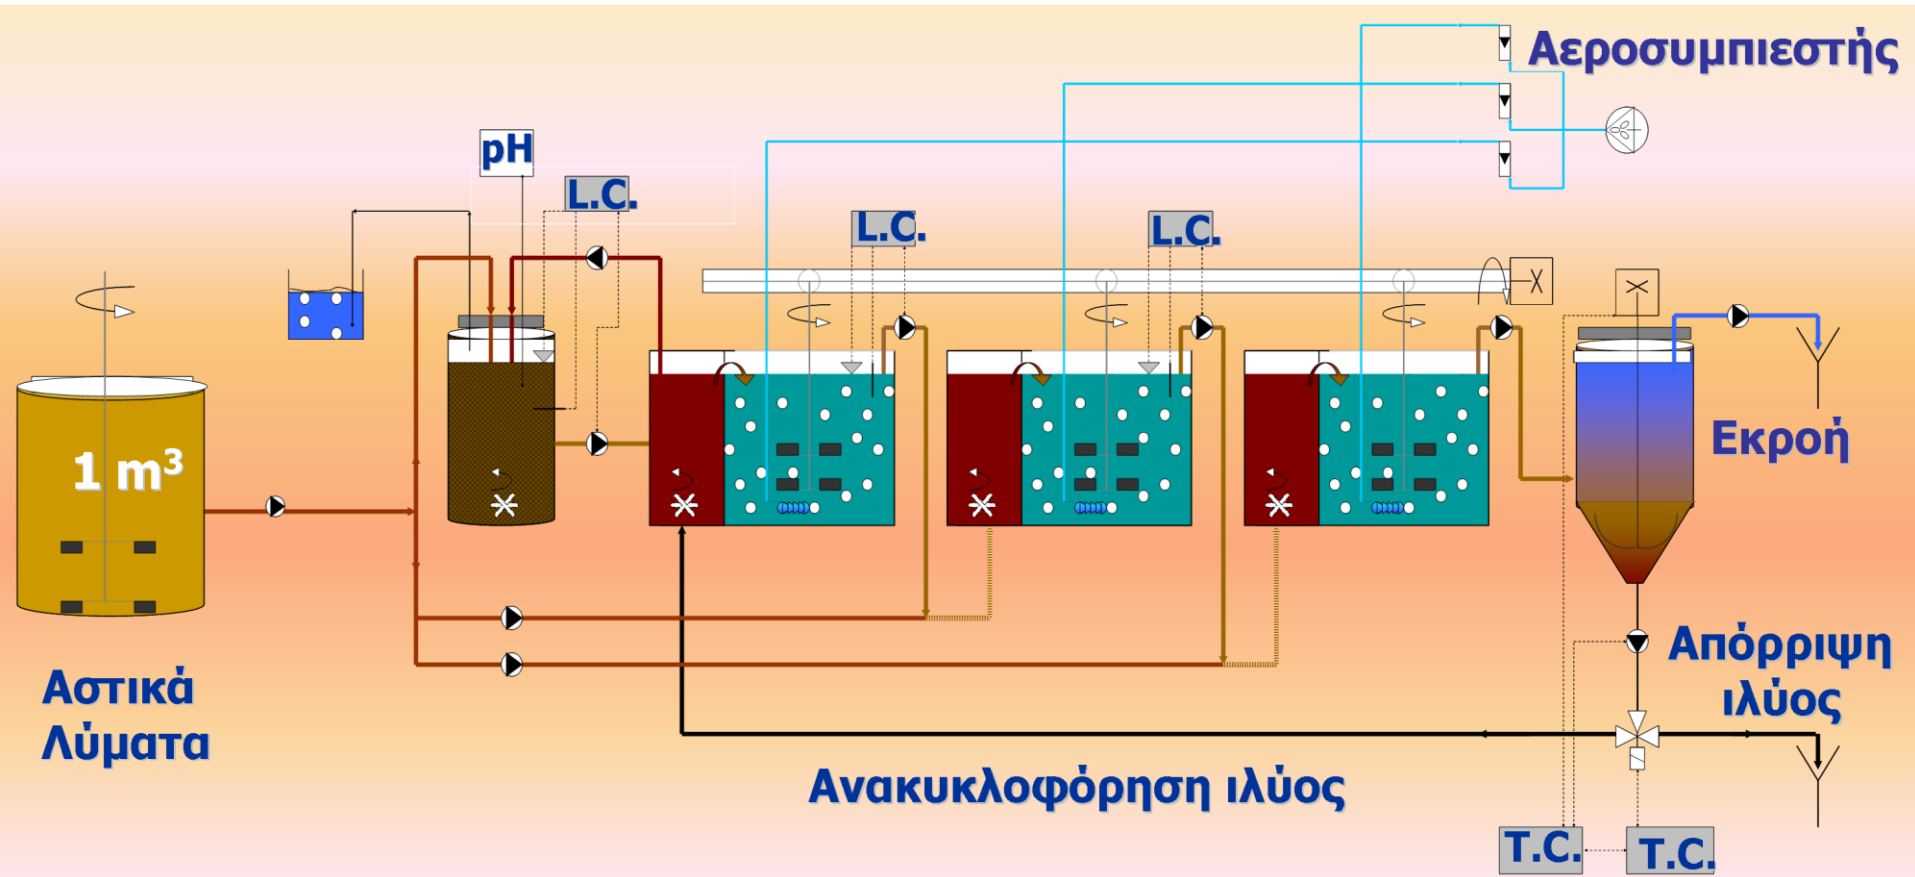 Αεροσυμπιεστής
pH
L.C.
L.C.
L.C.
1 m³
Εκροή
Αστικά
Λύματα
Απόρριψη
ιλύος
Ανακυκλοφόρηση ιλύος
T.C.
T.C.